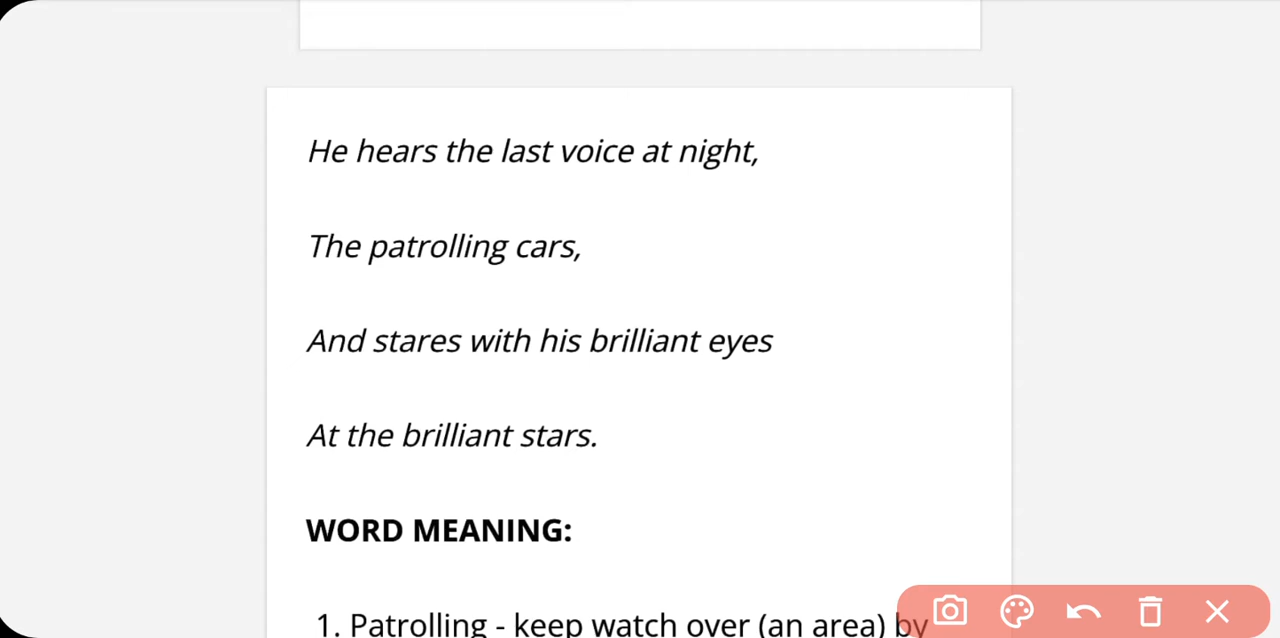 He hears the last voice at night,
The patrolling cars,
And stares with his brilliant eyes
At the brilliant stars.
WORD MEANING:
1. Patrolling - keep watch over (an area) by